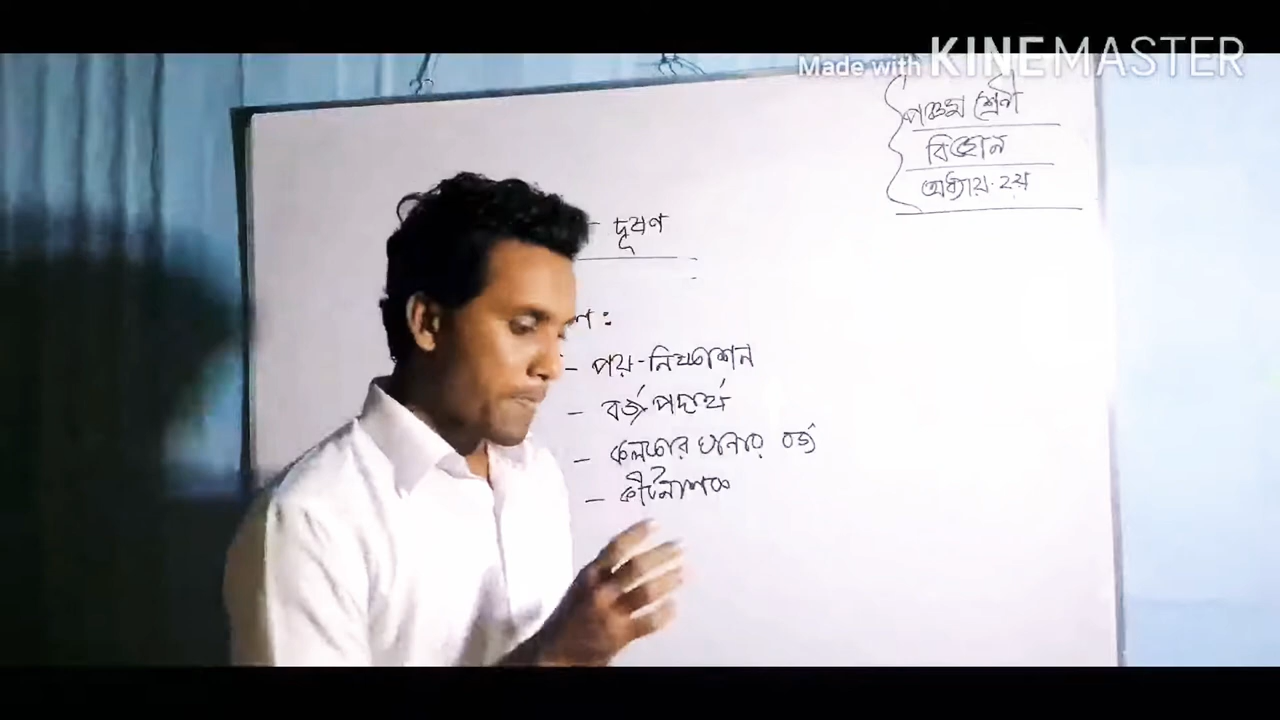 Made with KINEMASTER
পঞ্চম শ্রেণী
বিজ্ঞান
অধ্যায়-২য়
- দূষণ
ণ :
- পয়-নিষ্কাশন
- বর্জ্য পদার্থ
- কলকারখানার বর্জ্য
- কীটনাশক